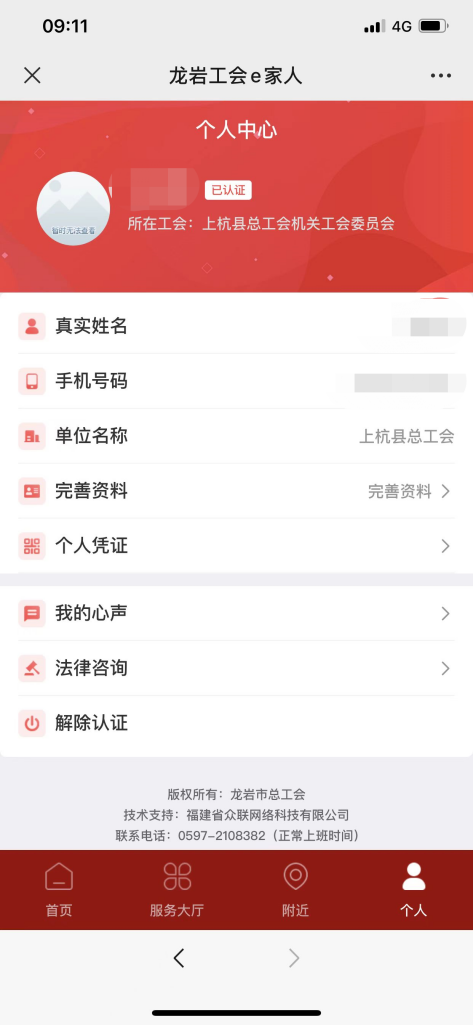 09:11
4G
龙岩工会e家人
个人中心
已认证
暂时无法查看
所在工会：上杭县总工会机关工会委员会
真实姓名
手机号码
单位名称 上杭县总工会
完善资料 完善资料
个人凭证
我的心声
法律咨询
解除认证
版权所有：龙岩市总工会
技术支持：福建省众联网络科技有限公司
联系电话：0597-2108382（正常上班时间）
首页 服务大厅 附近 个人